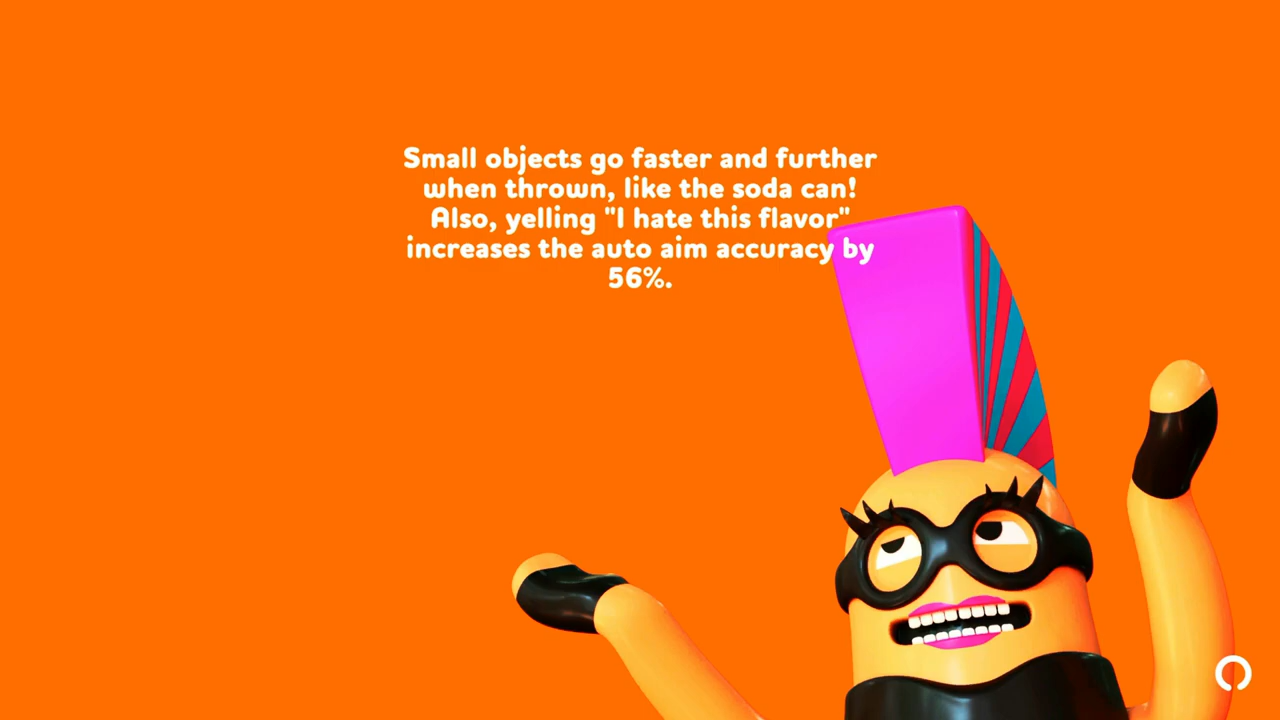 Small objects go faster and further
when thrown, like the soda can!
Also, yelling "I hate this flavor"
increases the auto aim accuracy by
56%.